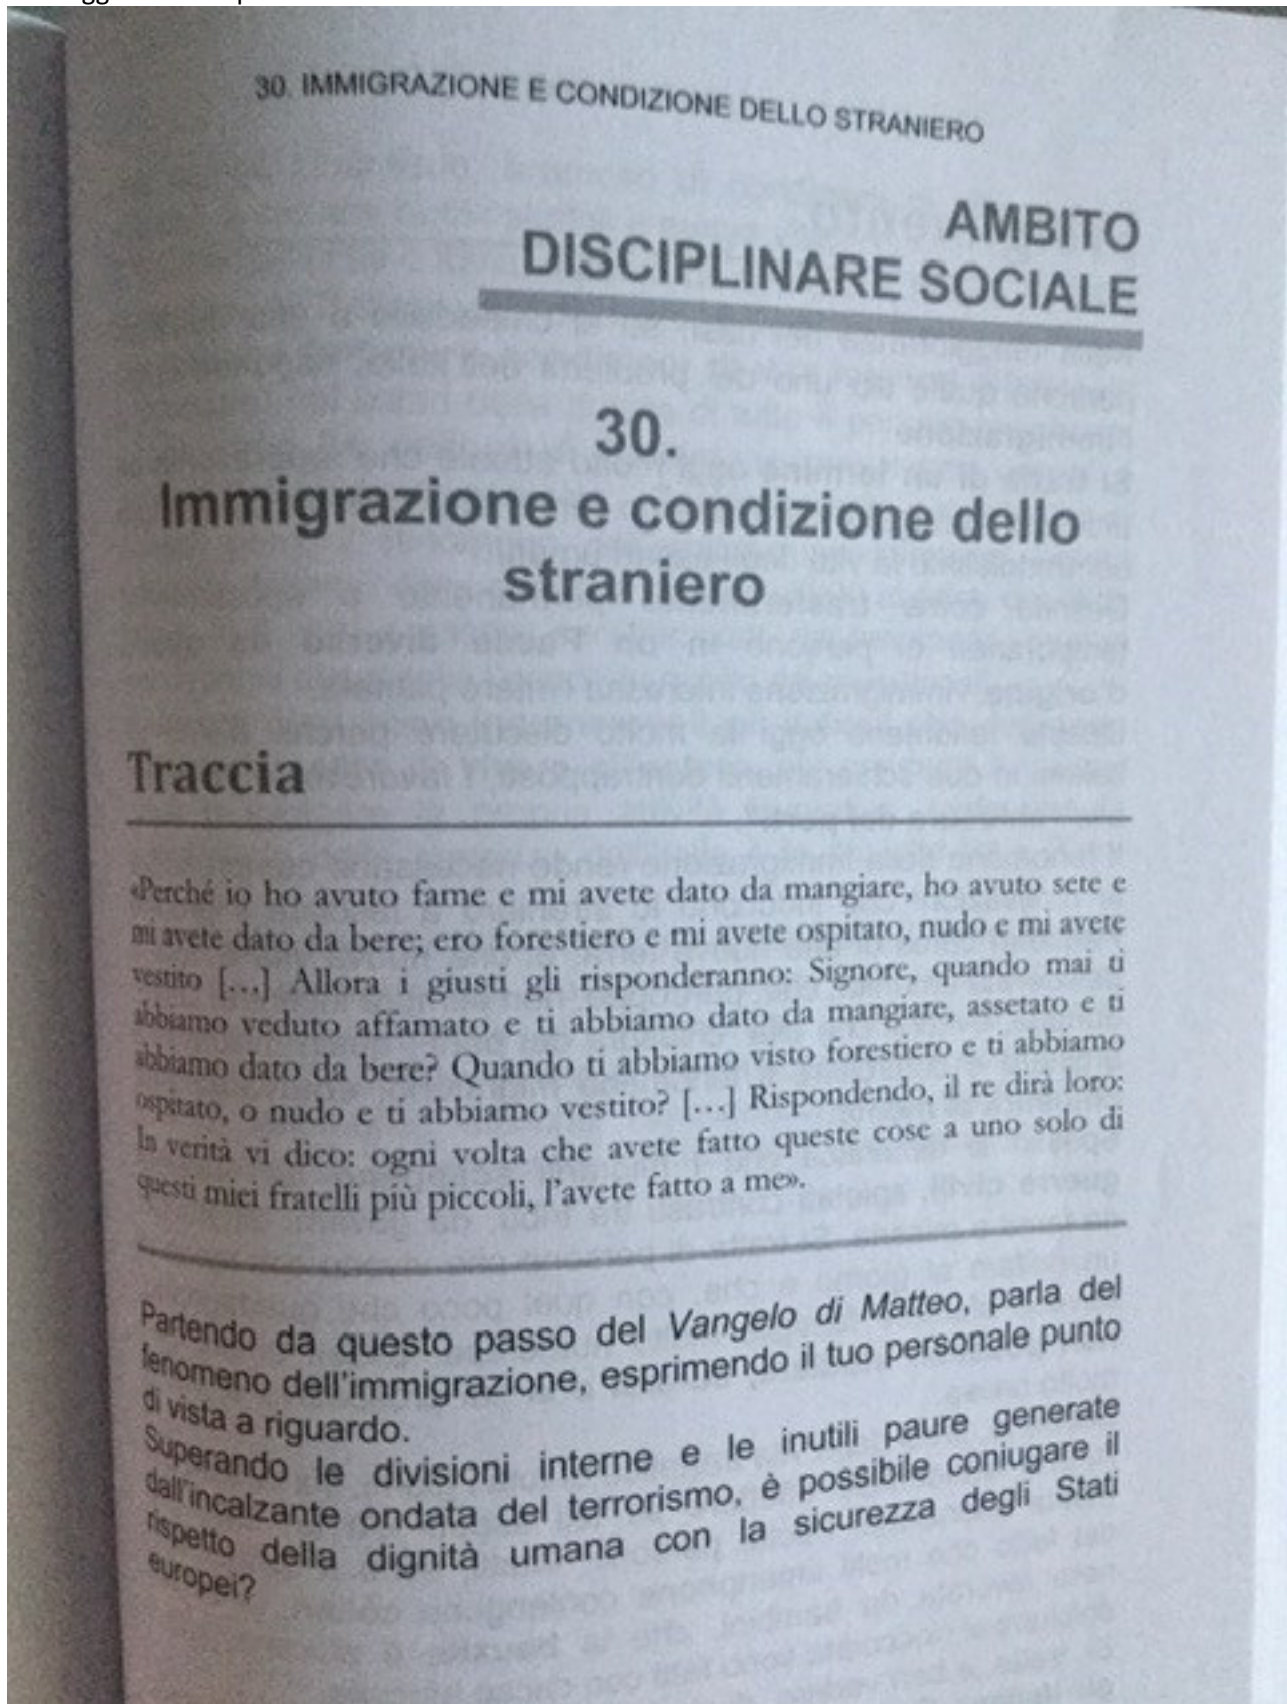 30. IMMIGRAZIONE E CONDIZIONE DELLO STRANIERO
AMBITO
DISCIPLINARE SOCIALE
30.
Immigrazione e condizione dello
straniero
Traccia
«Perché io ho avuto fame e mi avete dato da mangiare, ho avuto sete e
mi avete dato da bere; ero forestiero e mi avete ospitato, nudo e mi avete
vestito [...] Allora i giusti gli risponderanno: Signore, quando mai ti
abbiamo veduto affamato e ti abbiamo dato da mangiare, assetato e ti
abbiamo dato da bere? Quando ti abbiamo visto forestiero e ti abbiamo
ospitato, o nudo e ti abbiamo vestito? [...] Rispondendo, il re dirà loro:
In verità vi dico: ogni volta che avete fatto queste cose a uno solo di
questi miei fratelli più piccoli, l'avete fatto a me».
Partendo da questo passo del Vangelo di Matteo, parla del
fenomeno dell'immigrazione, esprimendo il tuo personale punto
di vista a riguardo.
Superando le divisioni interne e le inutili paure generate
dall'incalzante ondata del terrorismo, è possibile coniugare il
rispetto della dignità umana con la sicurezza degli Stati
europei?